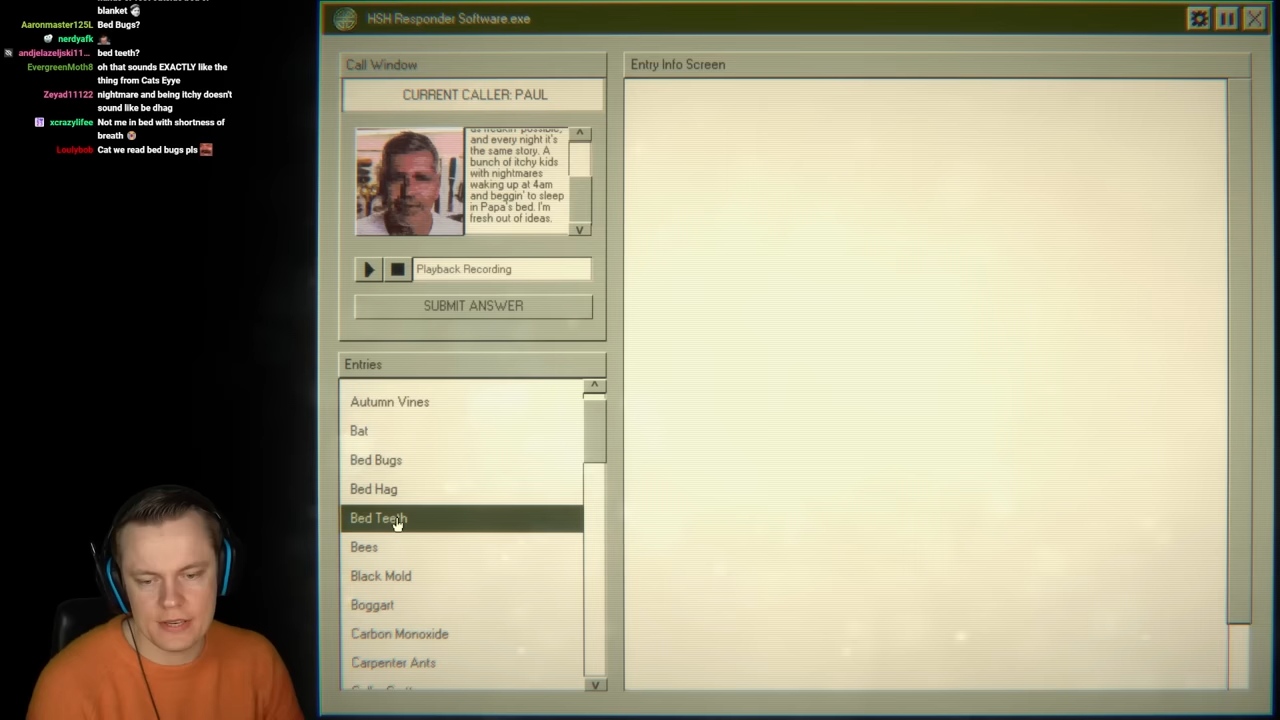 blanket
Aaronmaster125L Bed Bugs?
nerdyafk
andjelazeljski11... bed teeth?
EvergreenMoth8 oh that sounds EXACTLY like the
thing from Cats Eyye
Zeyad11122 nightmare and being itchy doesn't
sound like be dhag
xcrazylifee Not me in bed with shortness of
breath
Loulybob Cat we read bed bugs pls
HSH Responder Software.exe
Call Window
CURRENT CALLER: PAUL
as freakin' possible,
and every night it's
the same story. A
bunch of itchy kids
with nightmares
waking up at 4am
and beggin' to sleep
in Papa's bed. I'm
fresh out of ideas.
Playback Recording
SUBMIT ANSWER
Entries
Autumn Vines
Bat
Bed Bugs
Bed Hag
Bed Teeth
Bees
Black Mold
Boggart
Carbon Monoxide
Carpenter Ants
Entry Info Screen